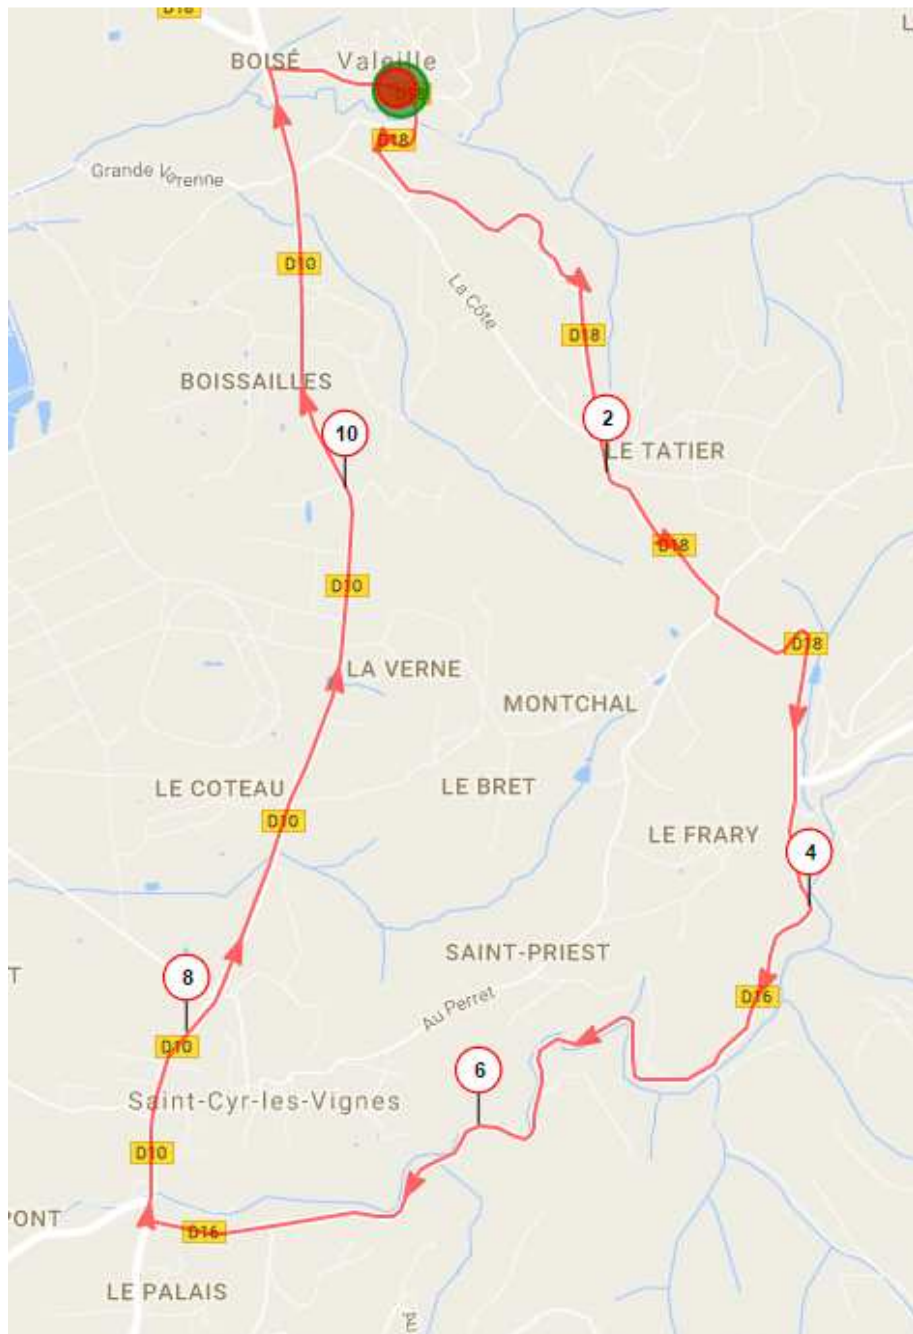 D18
BOISÉ
Valeille
D18
Grande Varenne
D10
La Côte
D18
BOISSAILLES
2
10
LE TATIER
D18
D10
D18
LA VERNE
MONTCHAL
LE COTEAU
LE BRET
D10
LE FRARY
4
SAINT-PRIEST
8
T
D16
Au Perret
D10
6
Saint-Cyr-les-Vignes
D10
PONT
D16
LE PALAIS